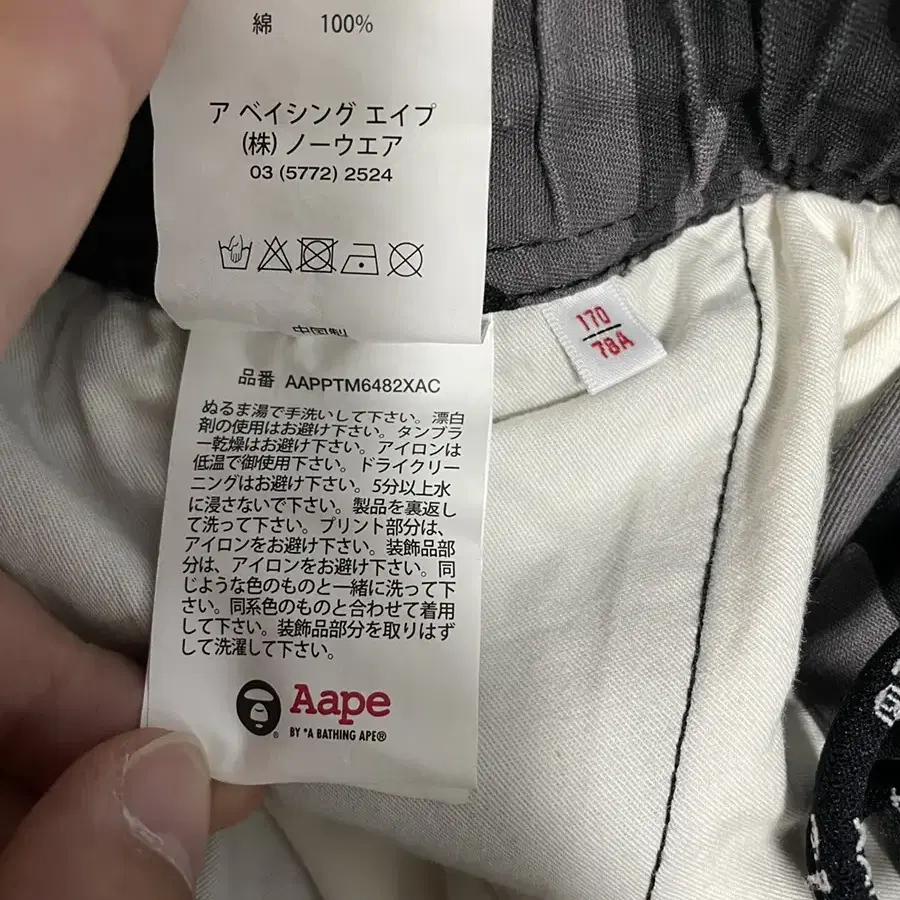 綿 100%
ア ベイシング エイプ
(株) ノーウエア
03 (5772) 2524
中国製
170
78A
品番 AAPPTM6482XAC
ぬるま湯で手洗いして下さい。漂白
剤の使用はお避け下さい。タンブラ
ー乾燥はお避け下さい。アイロンは
低温で御使用下さい。ドライクリー
ニングはお避け下さい。5分以上水
に浸さないで下さい。製品を裏返し
て洗って下さい。プリント部分は、
アイロンをお避け下さい。装飾品部
分は、アイロンをお避け下さい。同
じような色のものと一緒に洗って下
さい。同系色のものと合わせて着用
して下さい。装飾品部分を取りはず
して洗濯して下さい。
Aape
BY *A BATHING APE®